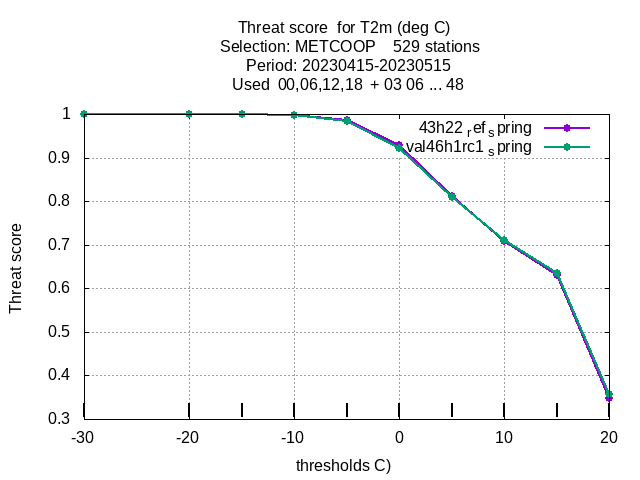 Threat score for T2m (deg C)
Selection: METCOOP 529 stations
Period: 20230415-20230515
Used 00,06,12,18 + 03 06 ... 48
1
0.9
0.8
0.7
0.6
0.5
0.4
0.3
Threat score
43h22 ref spring
val46h1rc1 spring
-30 -20 -10 0 10 20
thresholds C)